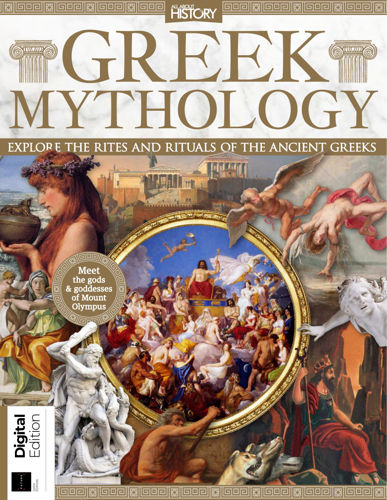 ALL ABOUT
HISTORY
GREEK
MYTHOLOGY
EXPLORE THE RITES AND RITUALS OF THE ANCIENT GREEKS
Meet
the gods
& goddesses
of Mount
Olympus
Digital
Edition